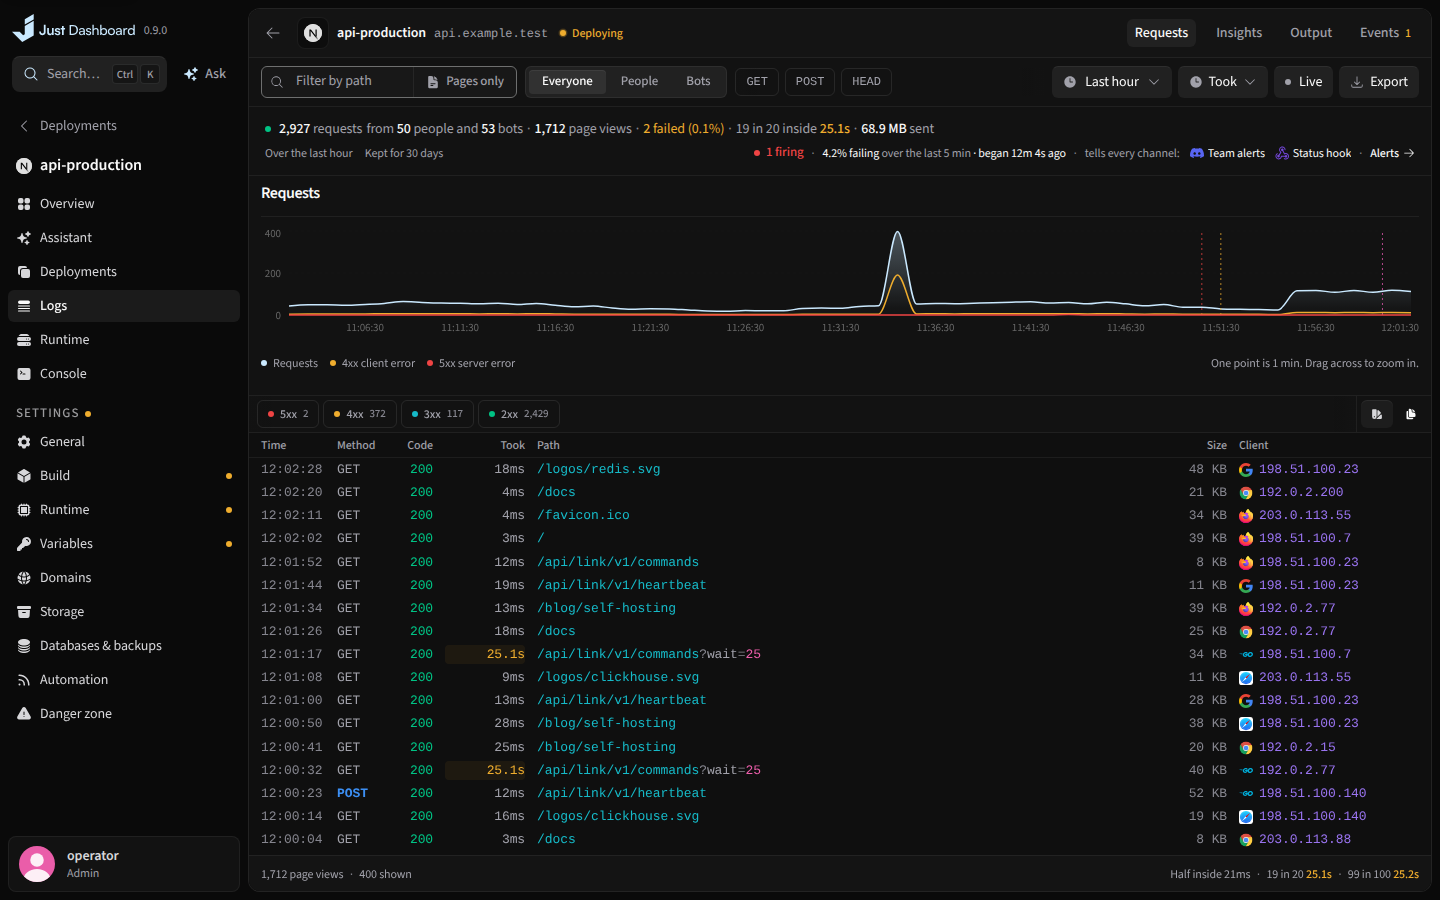 Just Dashboard 0.9.0
Search... Ctrl K Ask
Deployments
N api-production
Overview
Assistant
Deployments
Logs
Runtime
Console
SETTINGS
General
Build
Runtime
Variables
Domains
Storage
Databases & backups
Automation
Danger zone
operator
Admin
N api-production api.example.test Deploying Requests Insights Output Events 1
Filter by path Pages only Everyone People Bots GET POST HEAD Last hour Took Live Export
2,927 requests from 50 people and 53 bots · 1,712 page views · 2 failed (0.1%) · 19 in 20 inside 25.1s · 68.9 MB sent
Over the last hour Kept for 30 days 1 firing · 4.2% failing over the last 5 min · began 12m 4s ago · tells every channel: Team alerts Status hook · Alerts →
Requests
400
200
0
11:06:30 11:11:30 11:16:30 11:21:30 11:26:30 11:31:30 11:36:30 11:41:30 11:46:30 11:51:30 11:56:30 12:01:30
Requests 4xx client error 5xx server error One point is 1 min. Drag across to zoom in.
5xx 2 4xx 372 3xx 117 2xx 2,429
Time Method Code Took Path Size Client
12:02:28 GET 200 18ms /logos/redis.svg 48 KB 198.51.100.23
12:02:20 GET 200 4ms /docs 21 KB 192.0.2.200
12:02:11 GET 200 4ms /favicon.ico 34 KB 203.0.113.55
12:02:02 GET 200 3ms / 39 KB 198.51.100.7
12:01:52 GET 200 12ms /api/link/v1/commands 8 KB 198.51.100.23
12:01:44 GET 200 19ms /api/link/v1/heartbeat 11 KB 198.51.100.23
12:01:34 GET 200 13ms /blog/self-hosting 39 KB 192.0.2.77
12:01:26 GET 200 18ms /docs 25 KB 192.0.2.77
12:01:17 GET 200 25.1s /api/link/v1/commands?wait=25 34 KB 198.51.100.7
12:01:08 GET 200 9ms /logos/clickhouse.svg 11 KB 203.0.113.55
12:01:00 GET 200 13ms /api/link/v1/heartbeat 28 KB 198.51.100.23
12:00:50 GET 200 28ms /blog/self-hosting 38 KB 198.51.100.23
12:00:41 GET 200 25ms /blog/self-hosting 20 KB 192.0.2.15
12:00:32 GET 200 25.1s /api/link/v1/commands?wait=25 40 KB 192.0.2.77
12:00:23 POST 200 12ms /api/link/v1/heartbeat 52 KB 198.51.100.140
12:00:14 GET 200 16ms /logos/clickhouse.svg 19 KB 198.51.100.140
12:00:04 GET 200 3ms /docs 8 KB 203.0.113.88
1,712 page views · 400 shown Half inside 21ms · 19 in 20 25.1s · 99 in 100 25.2s